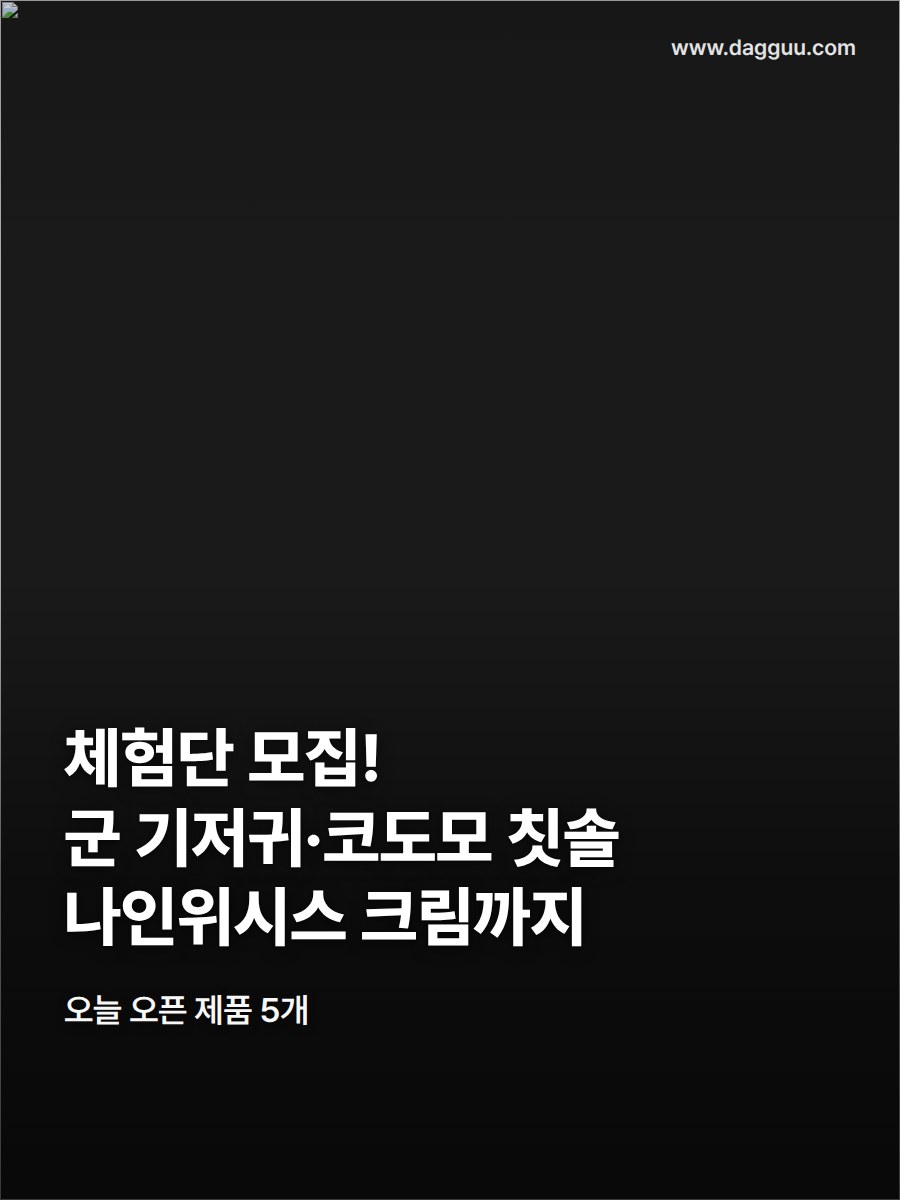 www.dagguu.com
체험단 모집!
군 기저귀·코도모 칫솔
나인위시스 크림까지
오늘 오픈 제품 5개